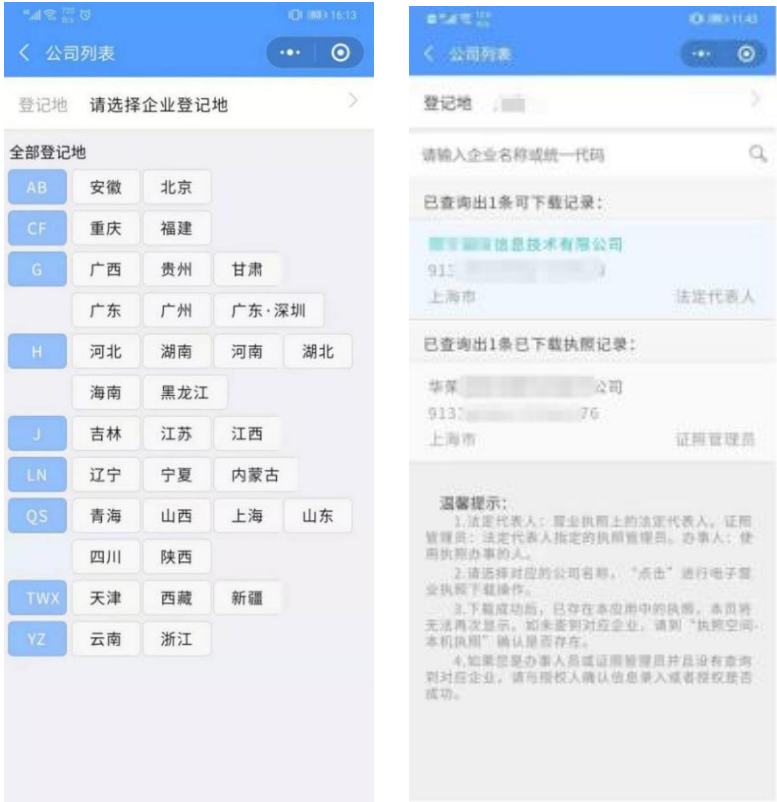 16:13
公司列表
登记地 请选择企业登记地
全部登记地
AB 安徽 北京
CF 重庆 福建
G 广西 贵州 甘肃
广东 广州 广东·深圳
H 河北 湖南 河南 湖北
海南 黑龙江
J 吉林 江苏 江西
LN 辽宁 宁夏 内蒙古
QS 青海 山西 上海 山东
四川 陕西
TWX 天津 西藏 新疆
YZ 云南 浙江
11:43
公司列表
登记地
请输入企业名称或统一代码
已查询出1条可下载记录：
信息技术有限公司
91
上海市 法定代表人
已查询出1条已下载执照记录：
华荣 公司
913 76
上海市 证照管理员
温馨提示：
1.法定代表人：营业执照上的法定代表人。证照
管理员：法定代表人指定的执照管理员。办事人：使
用执照办事的人。
2.请选择对应的公司名称，“点击”进行电子营
业执照下载操作。
3.下载成功后，已存在本应用中的执照，本页将
无法再次显示。如未查到对应企业，请到“执照空间-
本机执照”确认是否存在。
4.如果您是办事人员或证照管理员并且没有查询
到对应企业，请与授权人确认信息录入或者授权是否
成功。